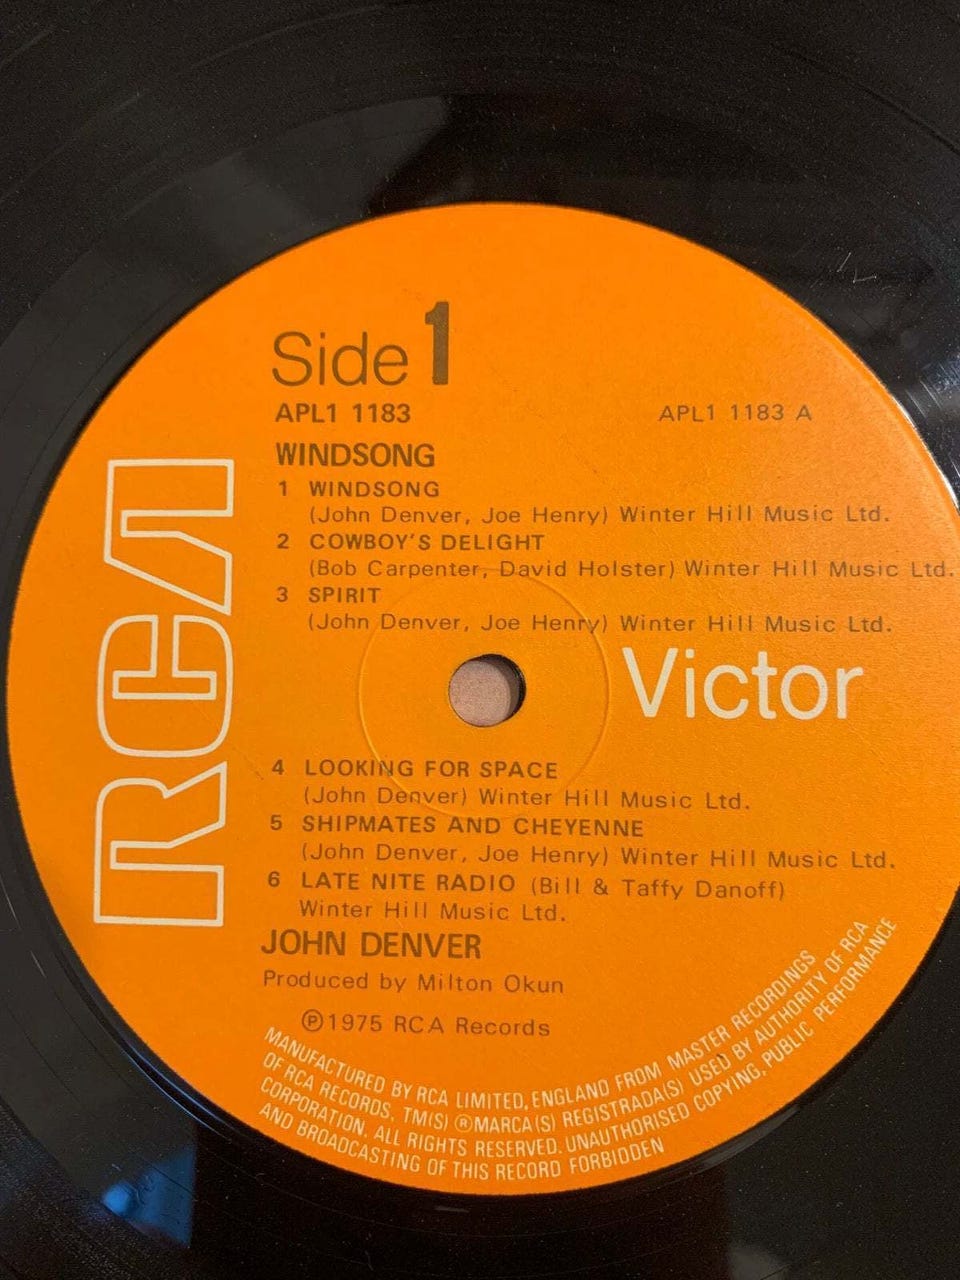 Side 1
APL1 1183
APL1 1183 A
WINDSONG
1 WINDSONG
(John Denver, Joe Henry) Winter Hill Music Ltd.
2 COWBOY'S DELIGHT
(Bob Carpenter, David Holster) Winter Hill Music Ltd.
3 SPIRIT
(John Denver, Joe Henry) Winter Hill Music Ltd.
RCA
Victor
4 LOOKING FOR SPACE
(John Denver) Winter Hill Music Ltd.
5 SHIPMATES AND CHEYENNE
(John Denver, Joe Henry) Winter Hill Music Ltd.
6 LATE NITE RADIO (Bill & Taffy Danoff)
Winter Hill Music Ltd.
JOHN DENVER
Produced by Milton Okun
Ⓟ1975 RCA Records
MANUFACTURED BY RCA LIMITED, ENGLAND FROM MASTER RECORDINGS
OF RCA RECORDS, TM(S) ®MARCA(S) REGISTRADA(S) USED BY AUTHORITY OF RCA
CORPORATION, ALL RIGHTS RESERVED. UNAUTHORISED COPYING, PUBLIC PERFORMANCE
AND BROADCASTING OF THIS RECORD FORBIDDEN